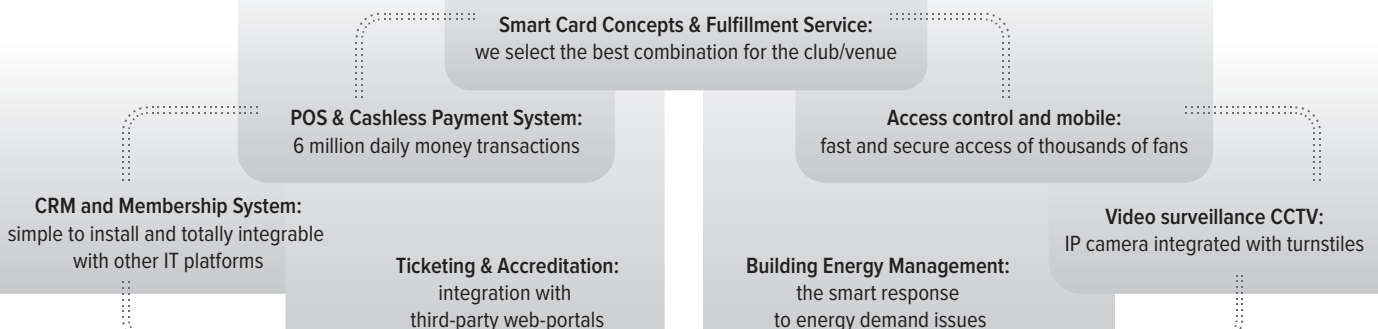 Smart Card Concepts & Fulfillment Service:
we select the best combination for the club/venue
POS & Cashless Payment System:
6 million daily money transactions
Access control and mobile:
fast and secure access of thousands of fans
CRM and Membership System:
simple to install and totally integrable
with other IT platforms
Video surveillance CCTV:
IP camera integrated with turnstiles
Ticketing & Accreditation:
integration with
third-party web-portals
Building Energy Management:
the smart response
to energy demand issues